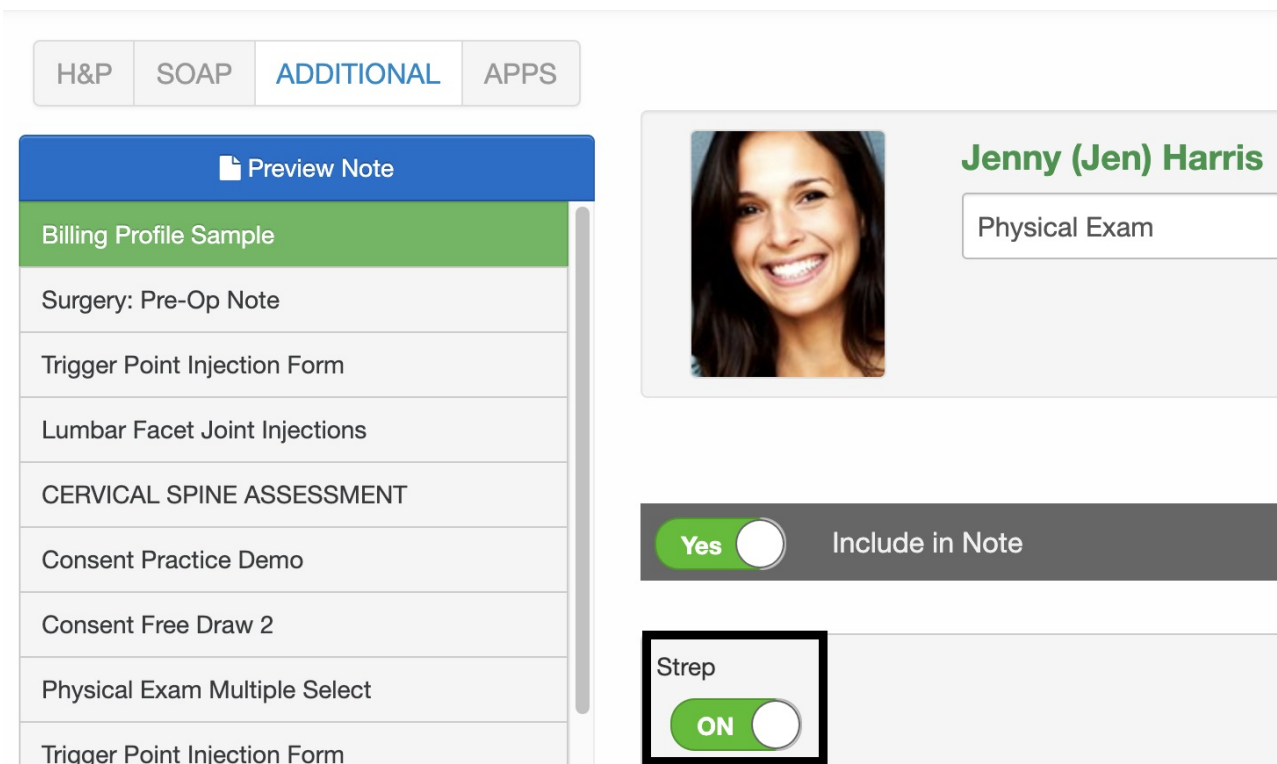 H&P
SOAP
ADDITIONAL
APPS
Preview Note
Billing Profile Sample
Surgery: Pre-Op Note
Trigger Point Injection Form
Lumbar Facet Joint Injections
CERVICAL SPINE ASSESSMENT
Consent Practice Demo
Consent Free Draw 2
Physical Exam Multiple Select
Trigger Point Injection Form
Jenny (Jen) Harris
Physical Exam
Yes
Include in Note
Strep
ON